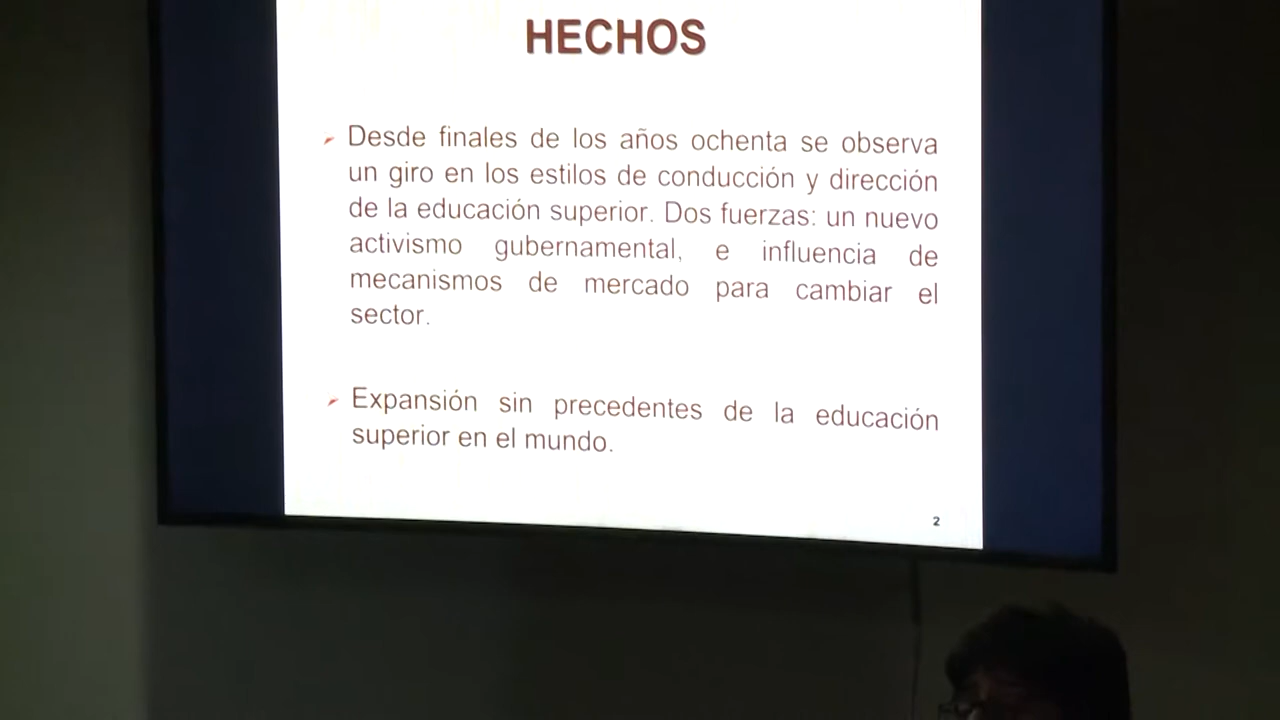 HECHOS
Desde finales de los años ochenta se observa
un giro en los estilos de conducción y dirección
de la educación superior. Dos fuerzas: un nuevo
activismo gubernamental, e influencia de
mecanismos de mercado para cambiar el
sector.
Expansión sin precedentes de la educación
superior en el mundo.
2